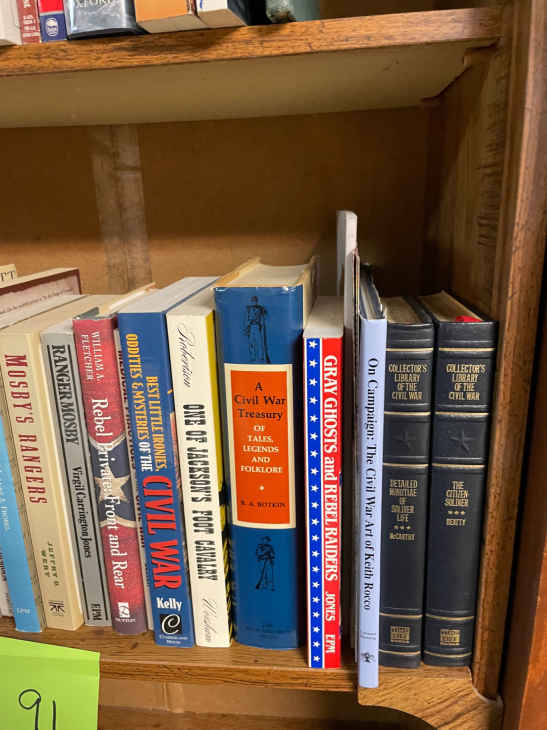 OXFORD
TT
MOSBY'S RANGERS
JEFFRY D.
WERT
RANGER MOSBY
Virgil Carrington Jones
EPM
WILLIAM A.
FLETCHER
Rebel Private: Front and Rear
BEST LITTLE IRONIES,
ODDITIES & MYSTERIES OF THE
CIVIL WAR
Kelly
Robertson
ONE OF JACKSON'S FOOT CAVALRY
A
Civil War
Treasury
OF
TALES,
LEGENDS
AND
FOLKLORE
B. A. BOTKIN
GRAY GHOSTS and REBEL RAIDERS
JONES
EPM
On Campaign: The Civil War Art of Keith Rocco
COLLECTOR'S
LIBRARY
OF THE
CIVIL WAR
DETAILED
MINUTIAE
OF
SOLDIER
LIFE
McCARTHY
COLLECTOR'S
LIBRARY
OF THE
CIVIL WAR
THE
CITIZEN-
SOLDIER
BEATTY
91